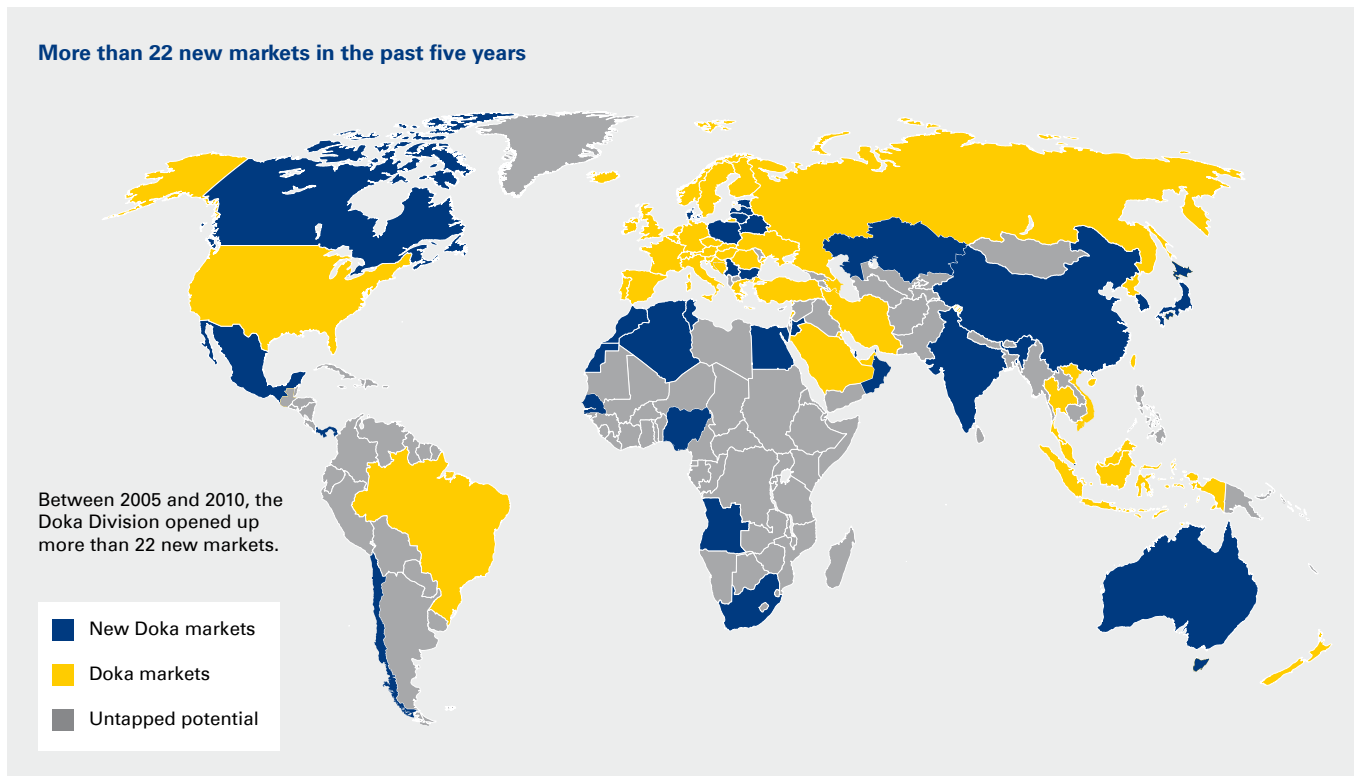 More than 22 new markets in the past five years
Between 2005 and 2010, the
Doka Division opened up
more than 22 new markets.
New Doka markets
Doka markets
Untapped potential